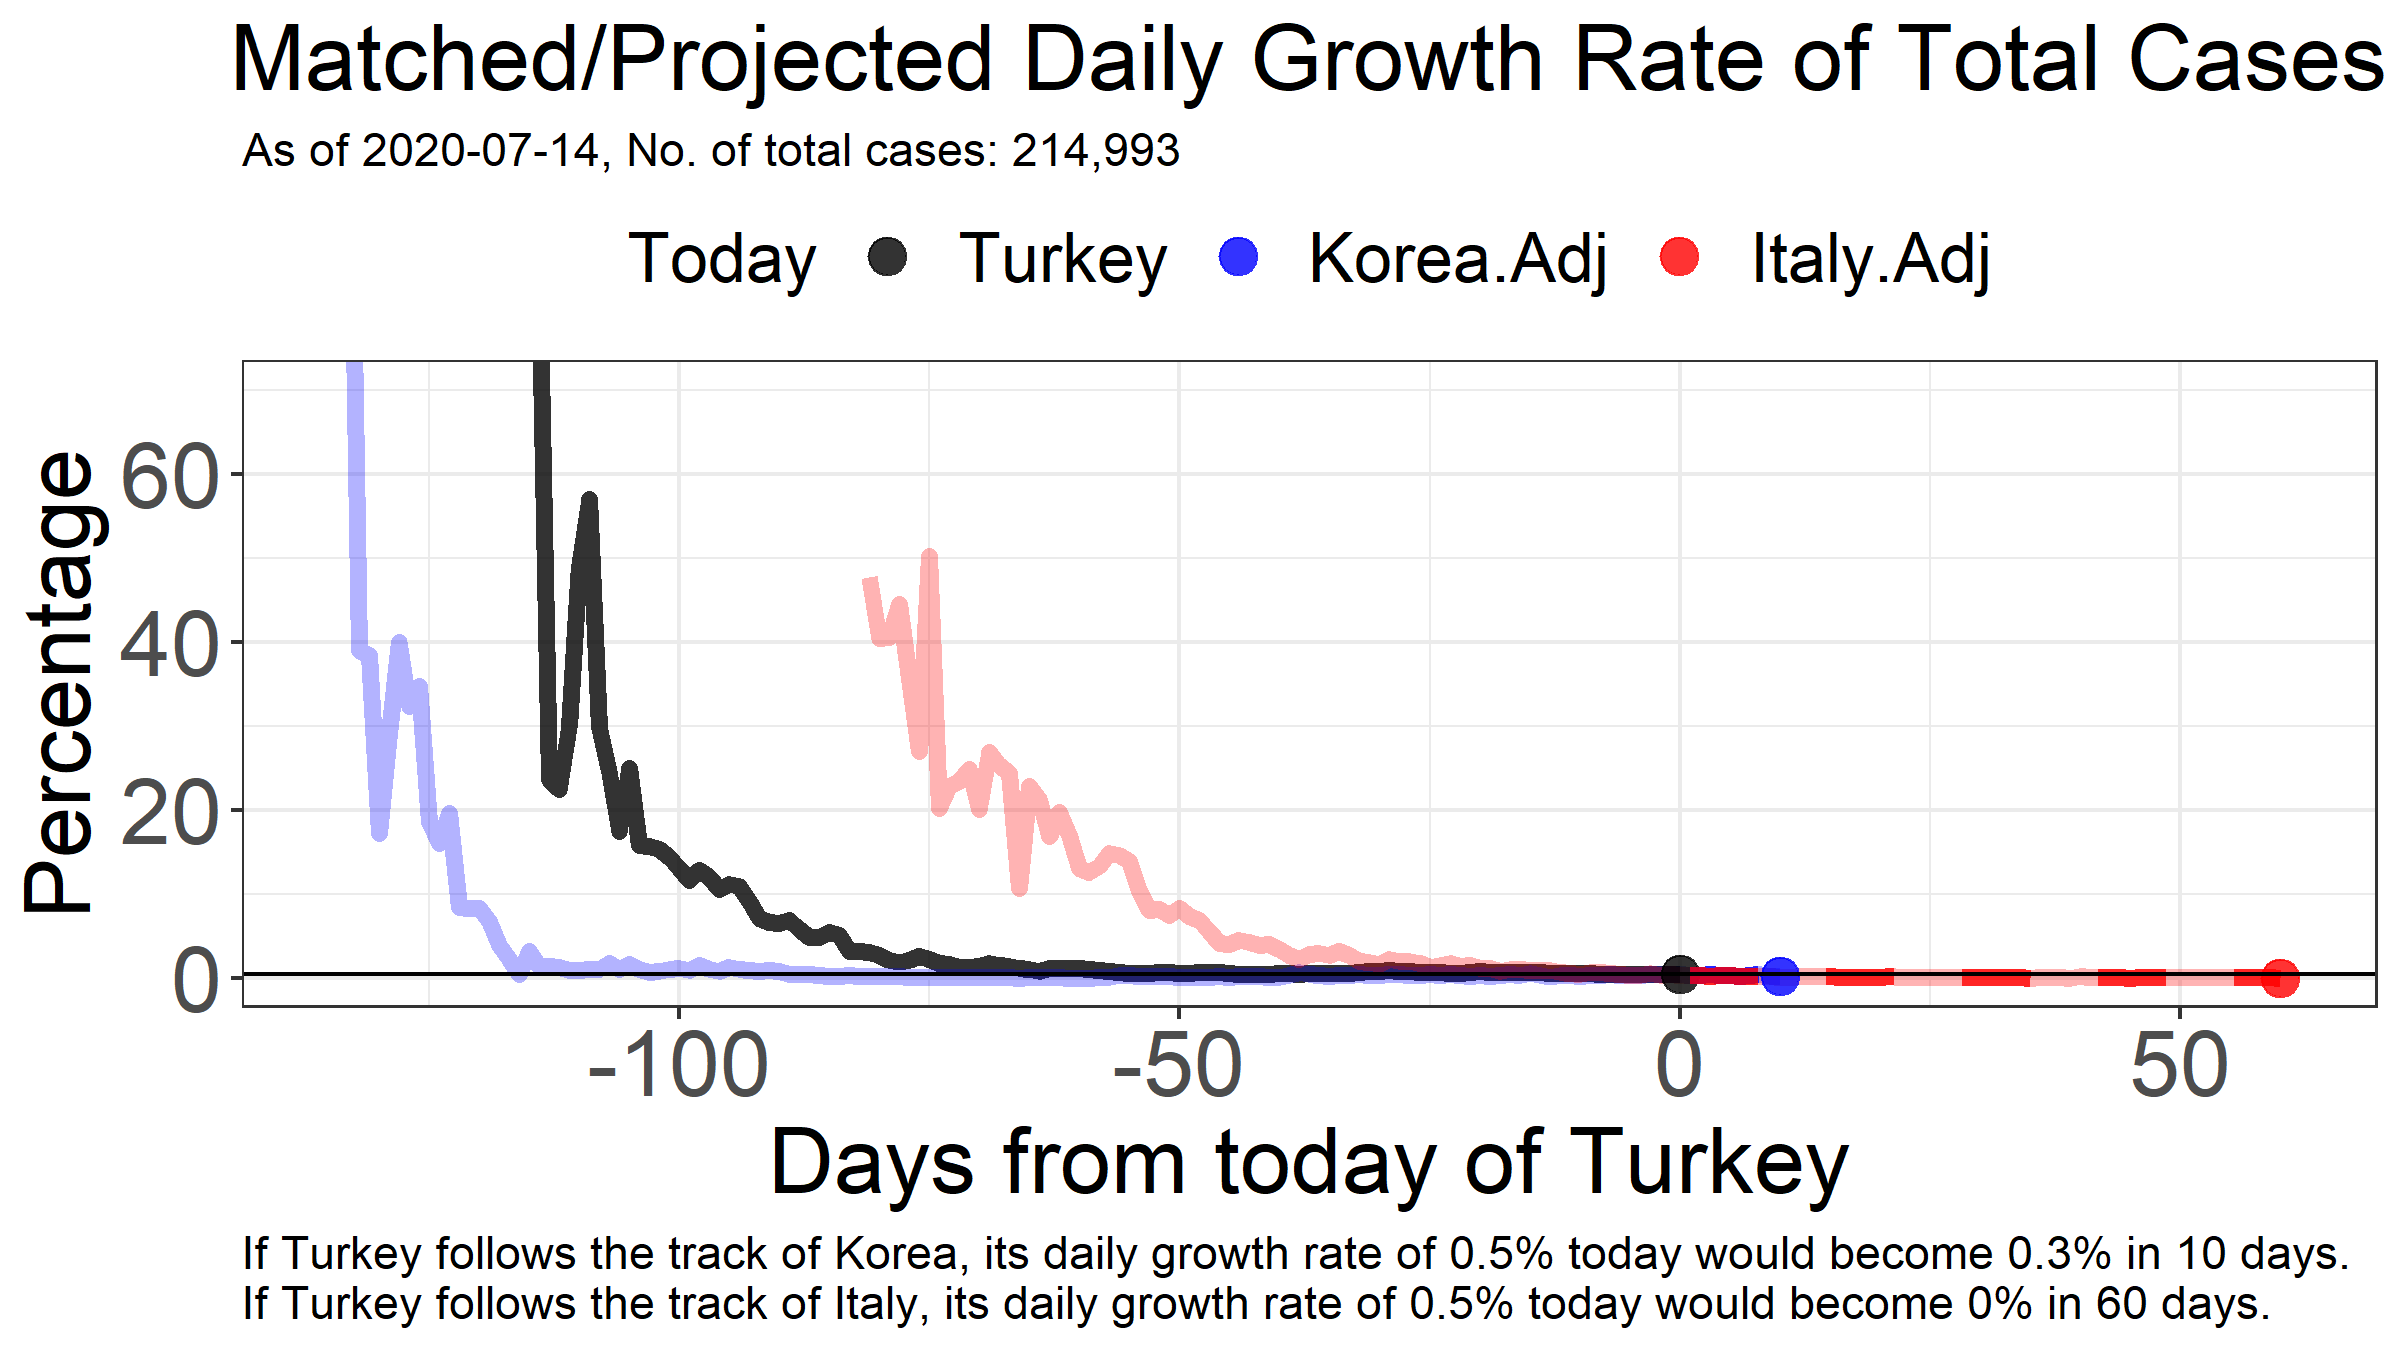 Matched/Projected Daily Growth Rate of Total Cases
As of 2020-07-14, No. of total cases: 214,993
Today Turkey Korea.Adj Italy.Adj
Percentage
60
40
20
0
-100 -50 0 50
Days from today of Turkey
If Turkey follows the track of Korea, its daily growth rate of 0.5% today would become 0.3% in 10 days.
If Turkey follows the track of Italy, its daily growth rate of 0.5% today would become 0% in 60 days.